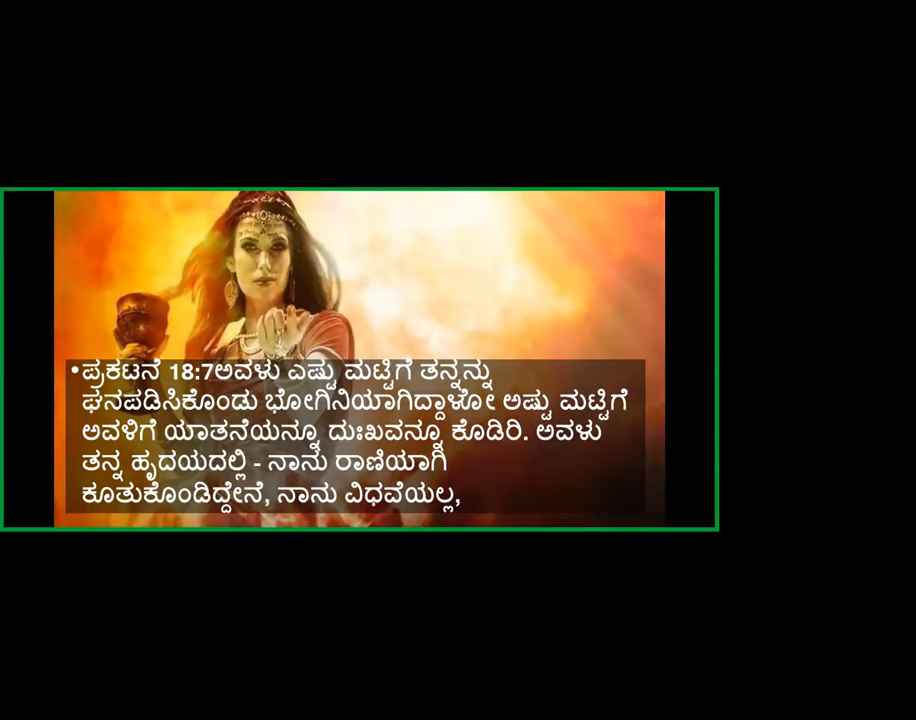 •ಪ್ರಕಟನೆ 18:7ಅವಳು ಎಷ್ಟು ಮಟ್ಟಿಗೆ ತನ್ನನ್ನು
ಘನಪಡಿಸಿಕೊಂಡು ಭೋಗಿನಿಯಾಗಿದ್ದಾಳೋ ಅಷ್ಟು ಮಟ್ಟಿಗೆ
ಅವಳಿಗೆ ಯಾತನೆಯನ್ನೂ ದುಃಖವನ್ನೂ ಕೊಡಿರಿ. ಅವಳು
ತನ್ನ ಹೃದಯದಲ್ಲಿ - ನಾನು ರಾಣಿಯಾಗಿ
ಕೂತುಕೊಂಡಿದ್ದೇನೆ, ನಾನು ವಿಧವೆಯಲ್ಲ,